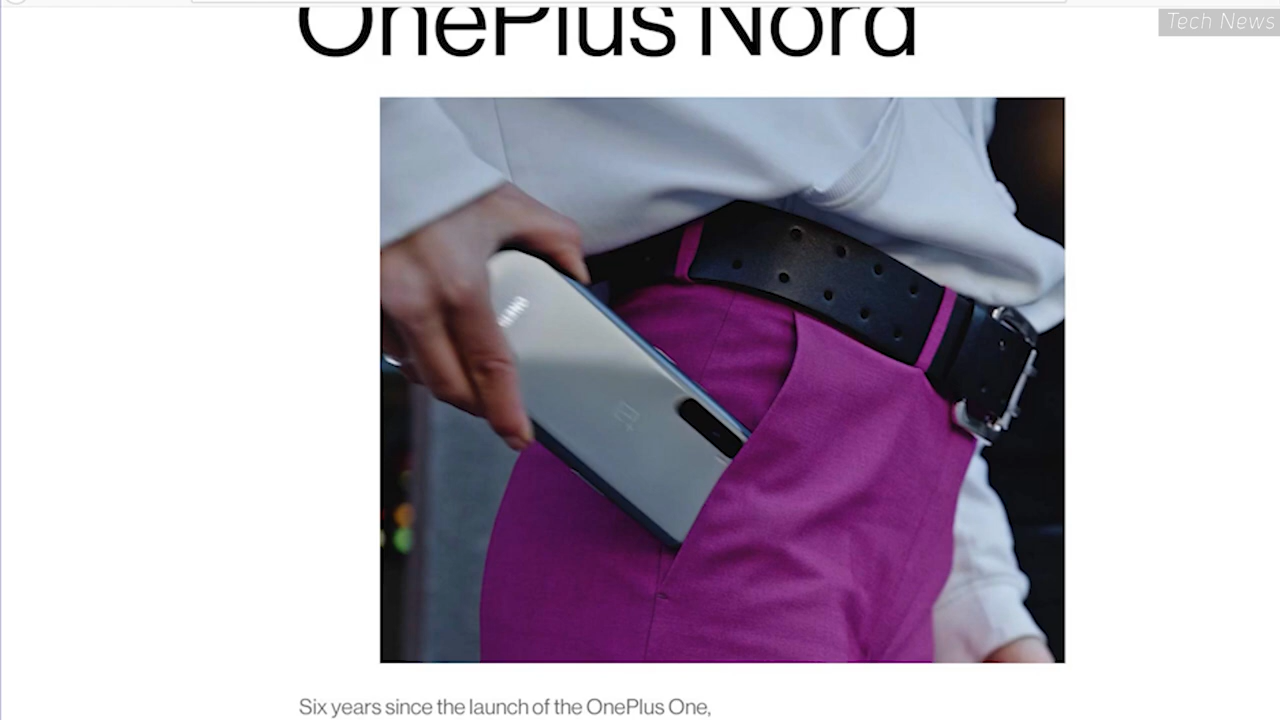 Tech News
OnePlus Nord
Six years since the launch of the OnePlus One,